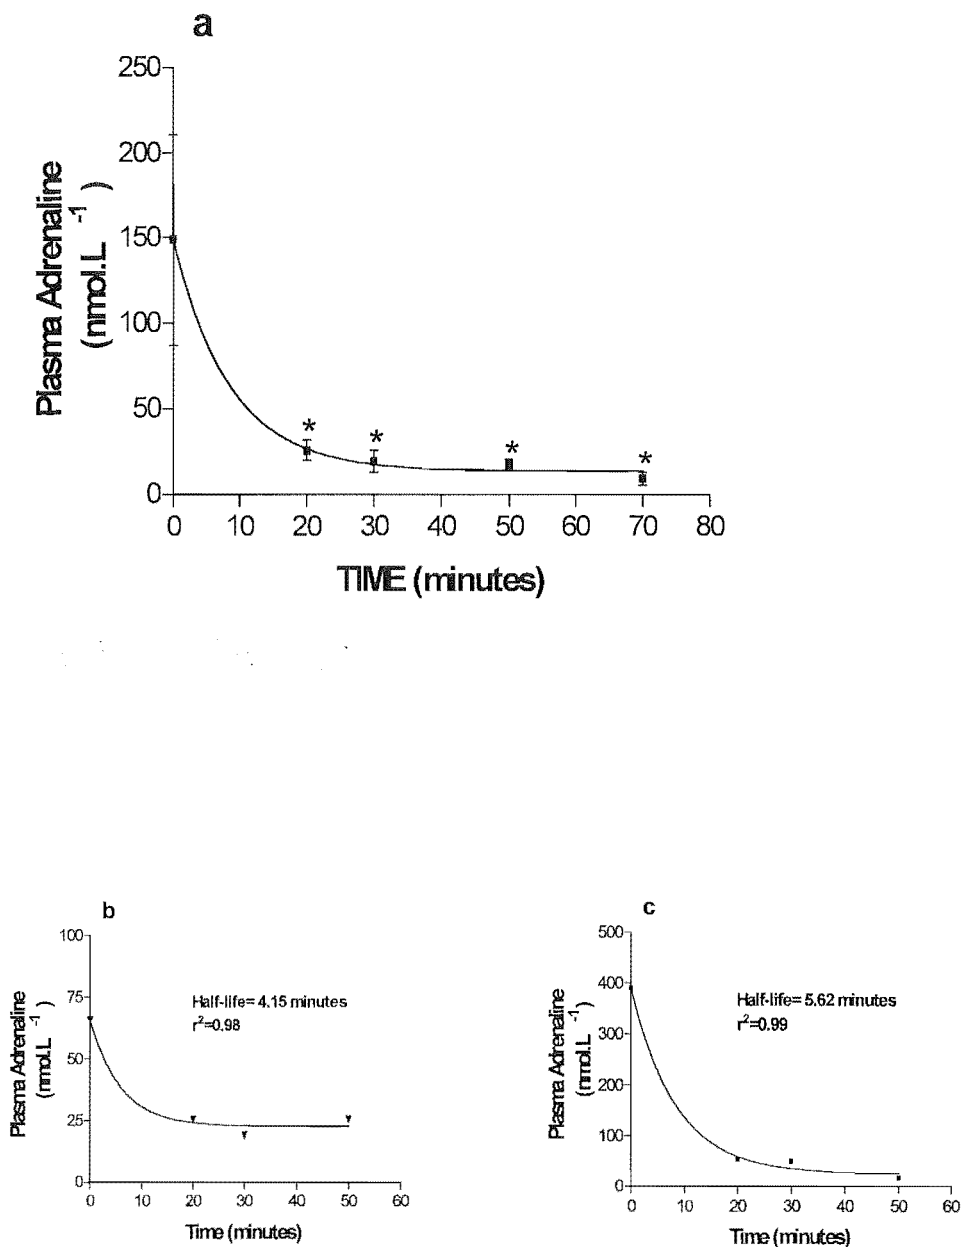 a
250
200
150
100
50
0
Plasma Adrenaline
(nmol.L⁻¹)
* * * *
0 10 20 30 40 50 60 70 80
TIME (minutes)
b
100
75
50
25
0
Plasma Adrenaline
(nmol.L⁻¹)
Half-life= 4.15 minutes
r²=0.98
0 10 20 30 40 50 60
Time (minutes)
c
500
400
300
200
100
0
Plasma Adrenaline
(nmol.L⁻¹)
Half-life= 5.62 minutes
r²=0.99
0 10 20 30 40 50 60
Time (minutes)